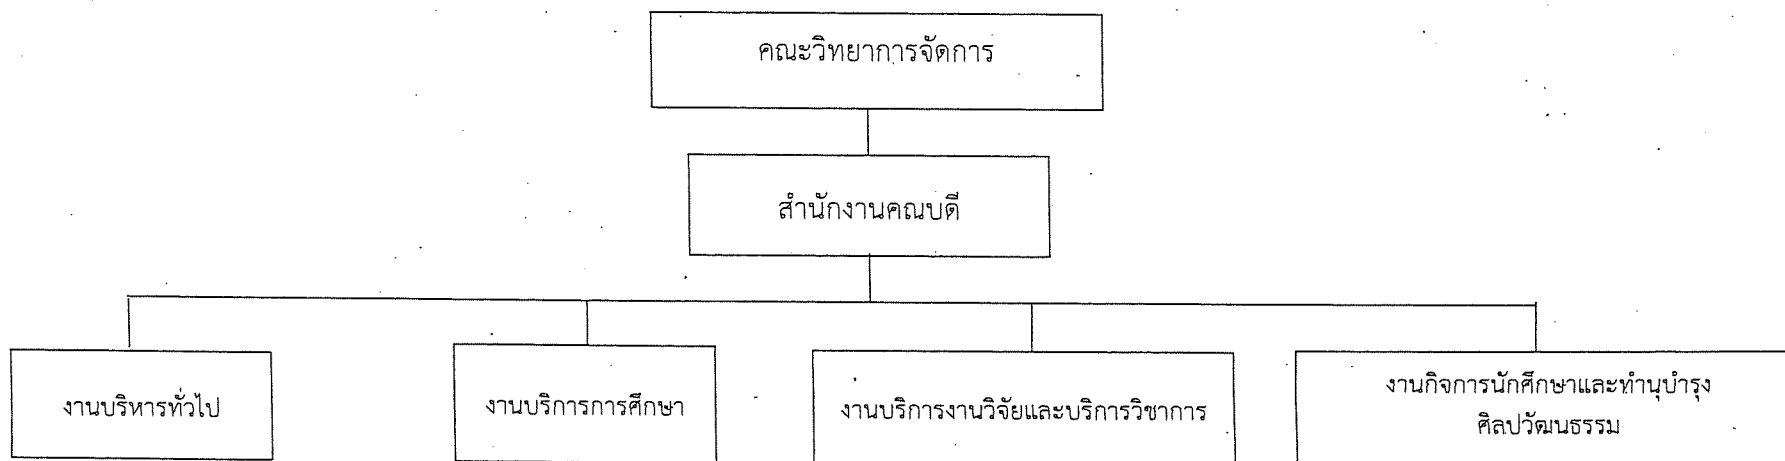 คณะวิทยาการจัดการ
สำนักงานคณบดี
งานบริหารทั่วไป
งานบริการการศึกษา
งานบริการงานวิจัยและบริการวิชาการ
งานกิจการนักศึกษาและทำนุบำรุง
ศิลปวัฒนธรรม